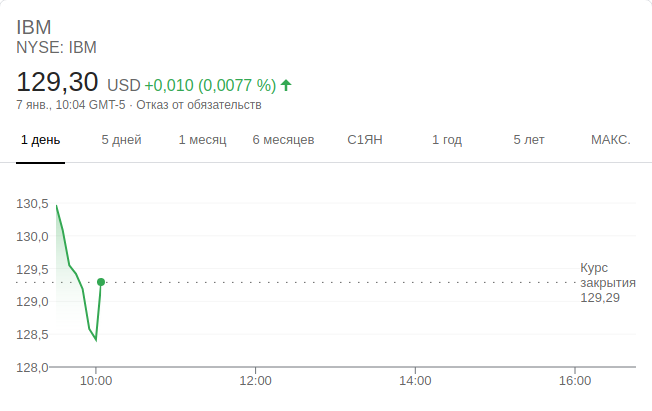 IBM
NYSE: IBM
129,30 USD +0,010 (0,0077 %)
7 янв., 10:04 GMT-5 · Отказ от обязательств
1 день 5 дней 1 месяц 6 месяцев С1ЯН 1 год 5 лет МАКС.
130,5
130,0
129,5
129,0
128,5
128,0
Курс
закрытия
129,29
10:00 12:00 14:00 16:00